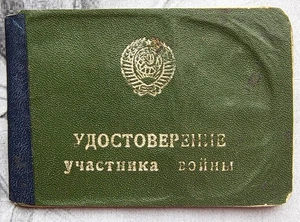 УДОСТОВЕРЕНИЕ
участника войны